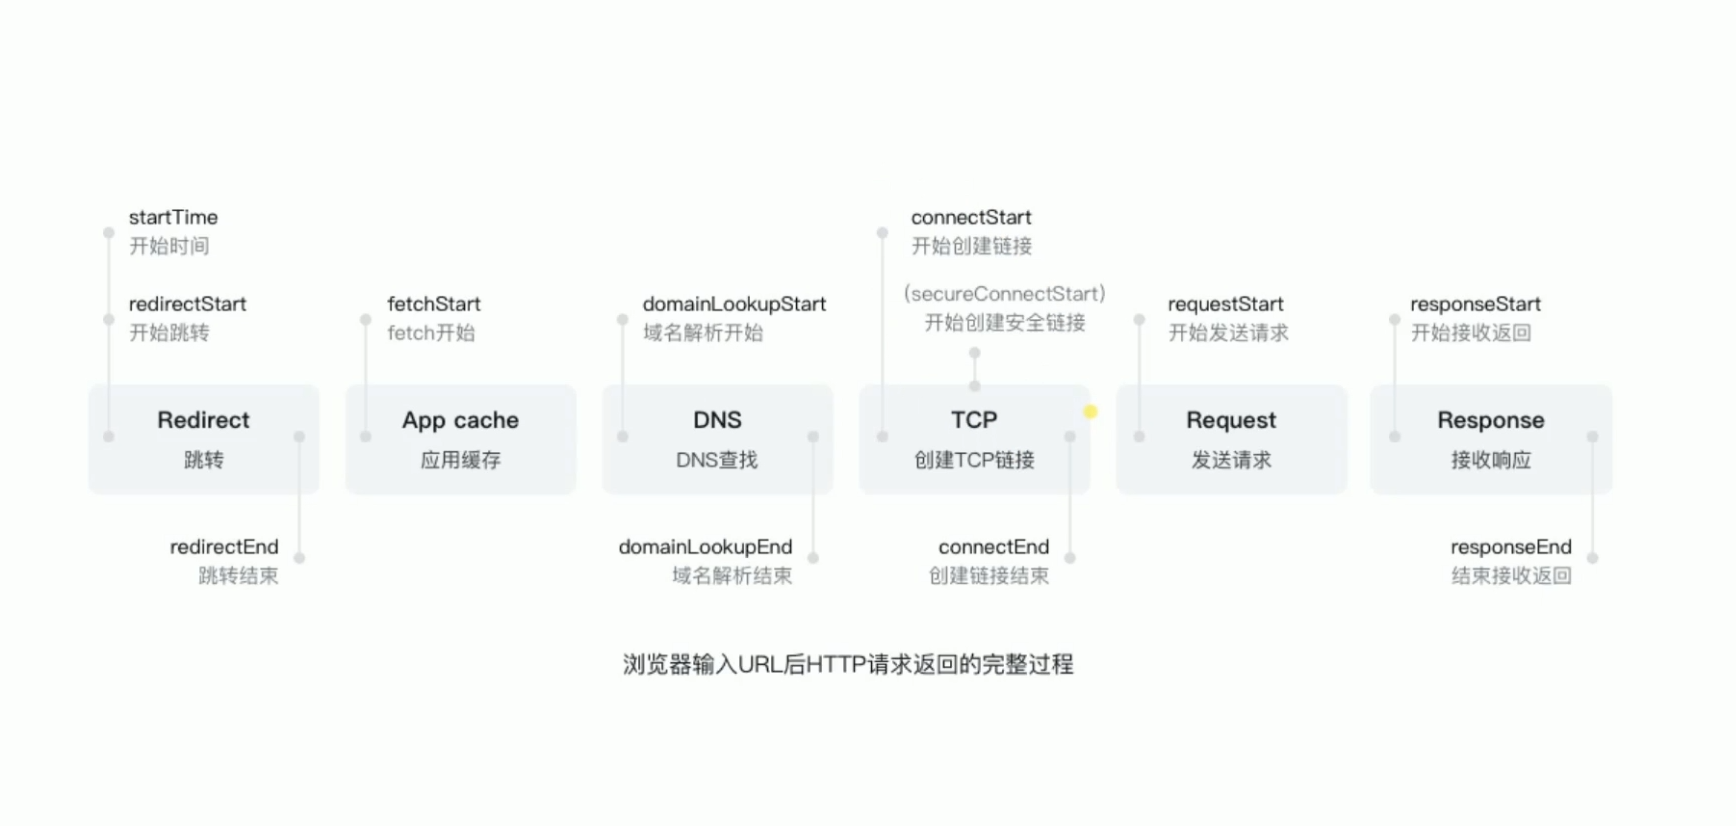 startTime
开始时间
redirectStart
开始跳转
fetchStart
fetch开始
domainLookupStart
域名解析开始
connectStart
开始创建链接
(secureConnectStart)
开始创建安全链接
requestStart
开始发送请求
responseStart
开始接收返回
Redirect
跳转
App cache
应用缓存
DNS
DNS查找
TCP
创建TCP链接
Request
发送请求
Response
接收响应
redirectEnd
跳转结束
domainLookupEnd
域名解析结束
connectEnd
创建链接结束
responseEnd
结束接收返回
浏览器输入URL后HTTP请求返回的完整过程